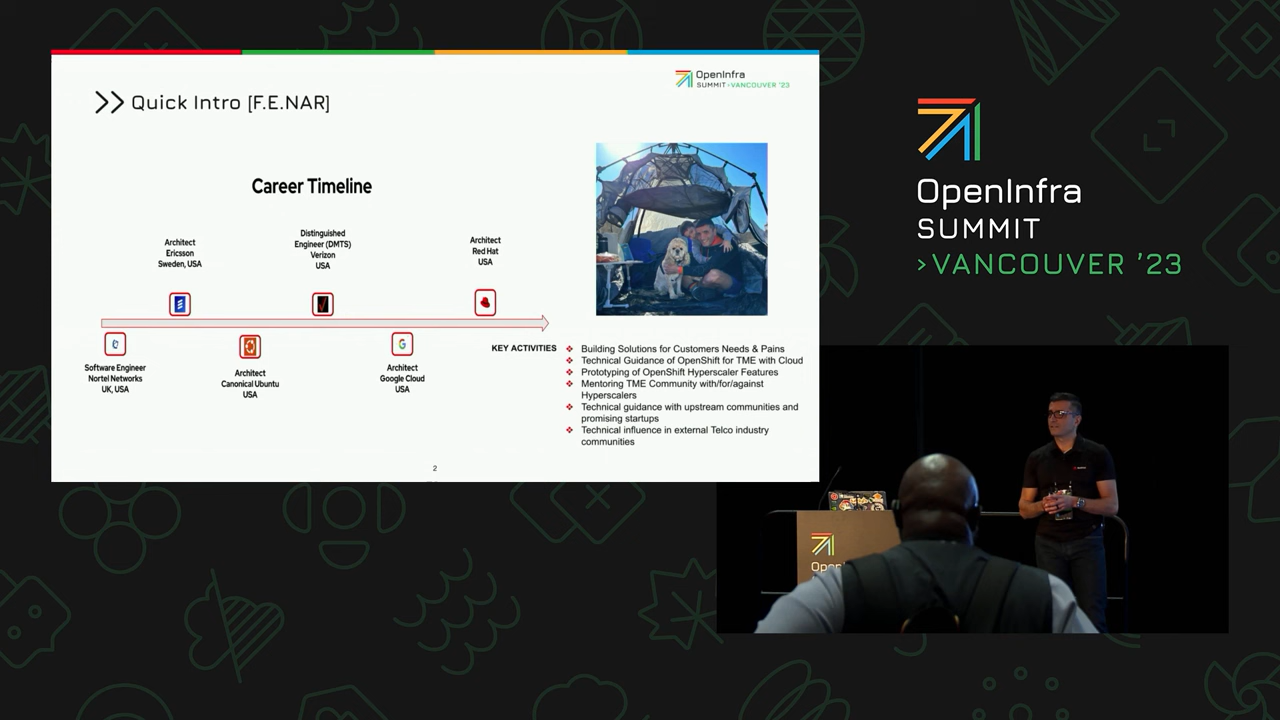 OpenInfra
SUMMIT >VANCOUVER '23
Quick Intro [F.E.NAR]
Career Timeline
Architect
Ericsson
Sweden, USA
Distinguished
Engineer (DMTS)
Verizon
USA
Architect
Red Hat
USA
Software Engineer
Nortel Networks
UK, USA
Architect
Canonical Ubuntu
USA
Architect
Google Cloud
USA
KEY ACTIVITIES
Building Solutions for Customers Needs & Pains
Technical Guidance of OpenShift for TME with Cloud
Prototyping of OpenShift Hyperscaler Features
Mentoring TME Community with/for/against
Hyperscalers
Technical guidance with upstream communities and
promising startups
Technical influence in external Telco industry
communities
2
OpenInfra
SUMMIT
>VANCOUVER '23